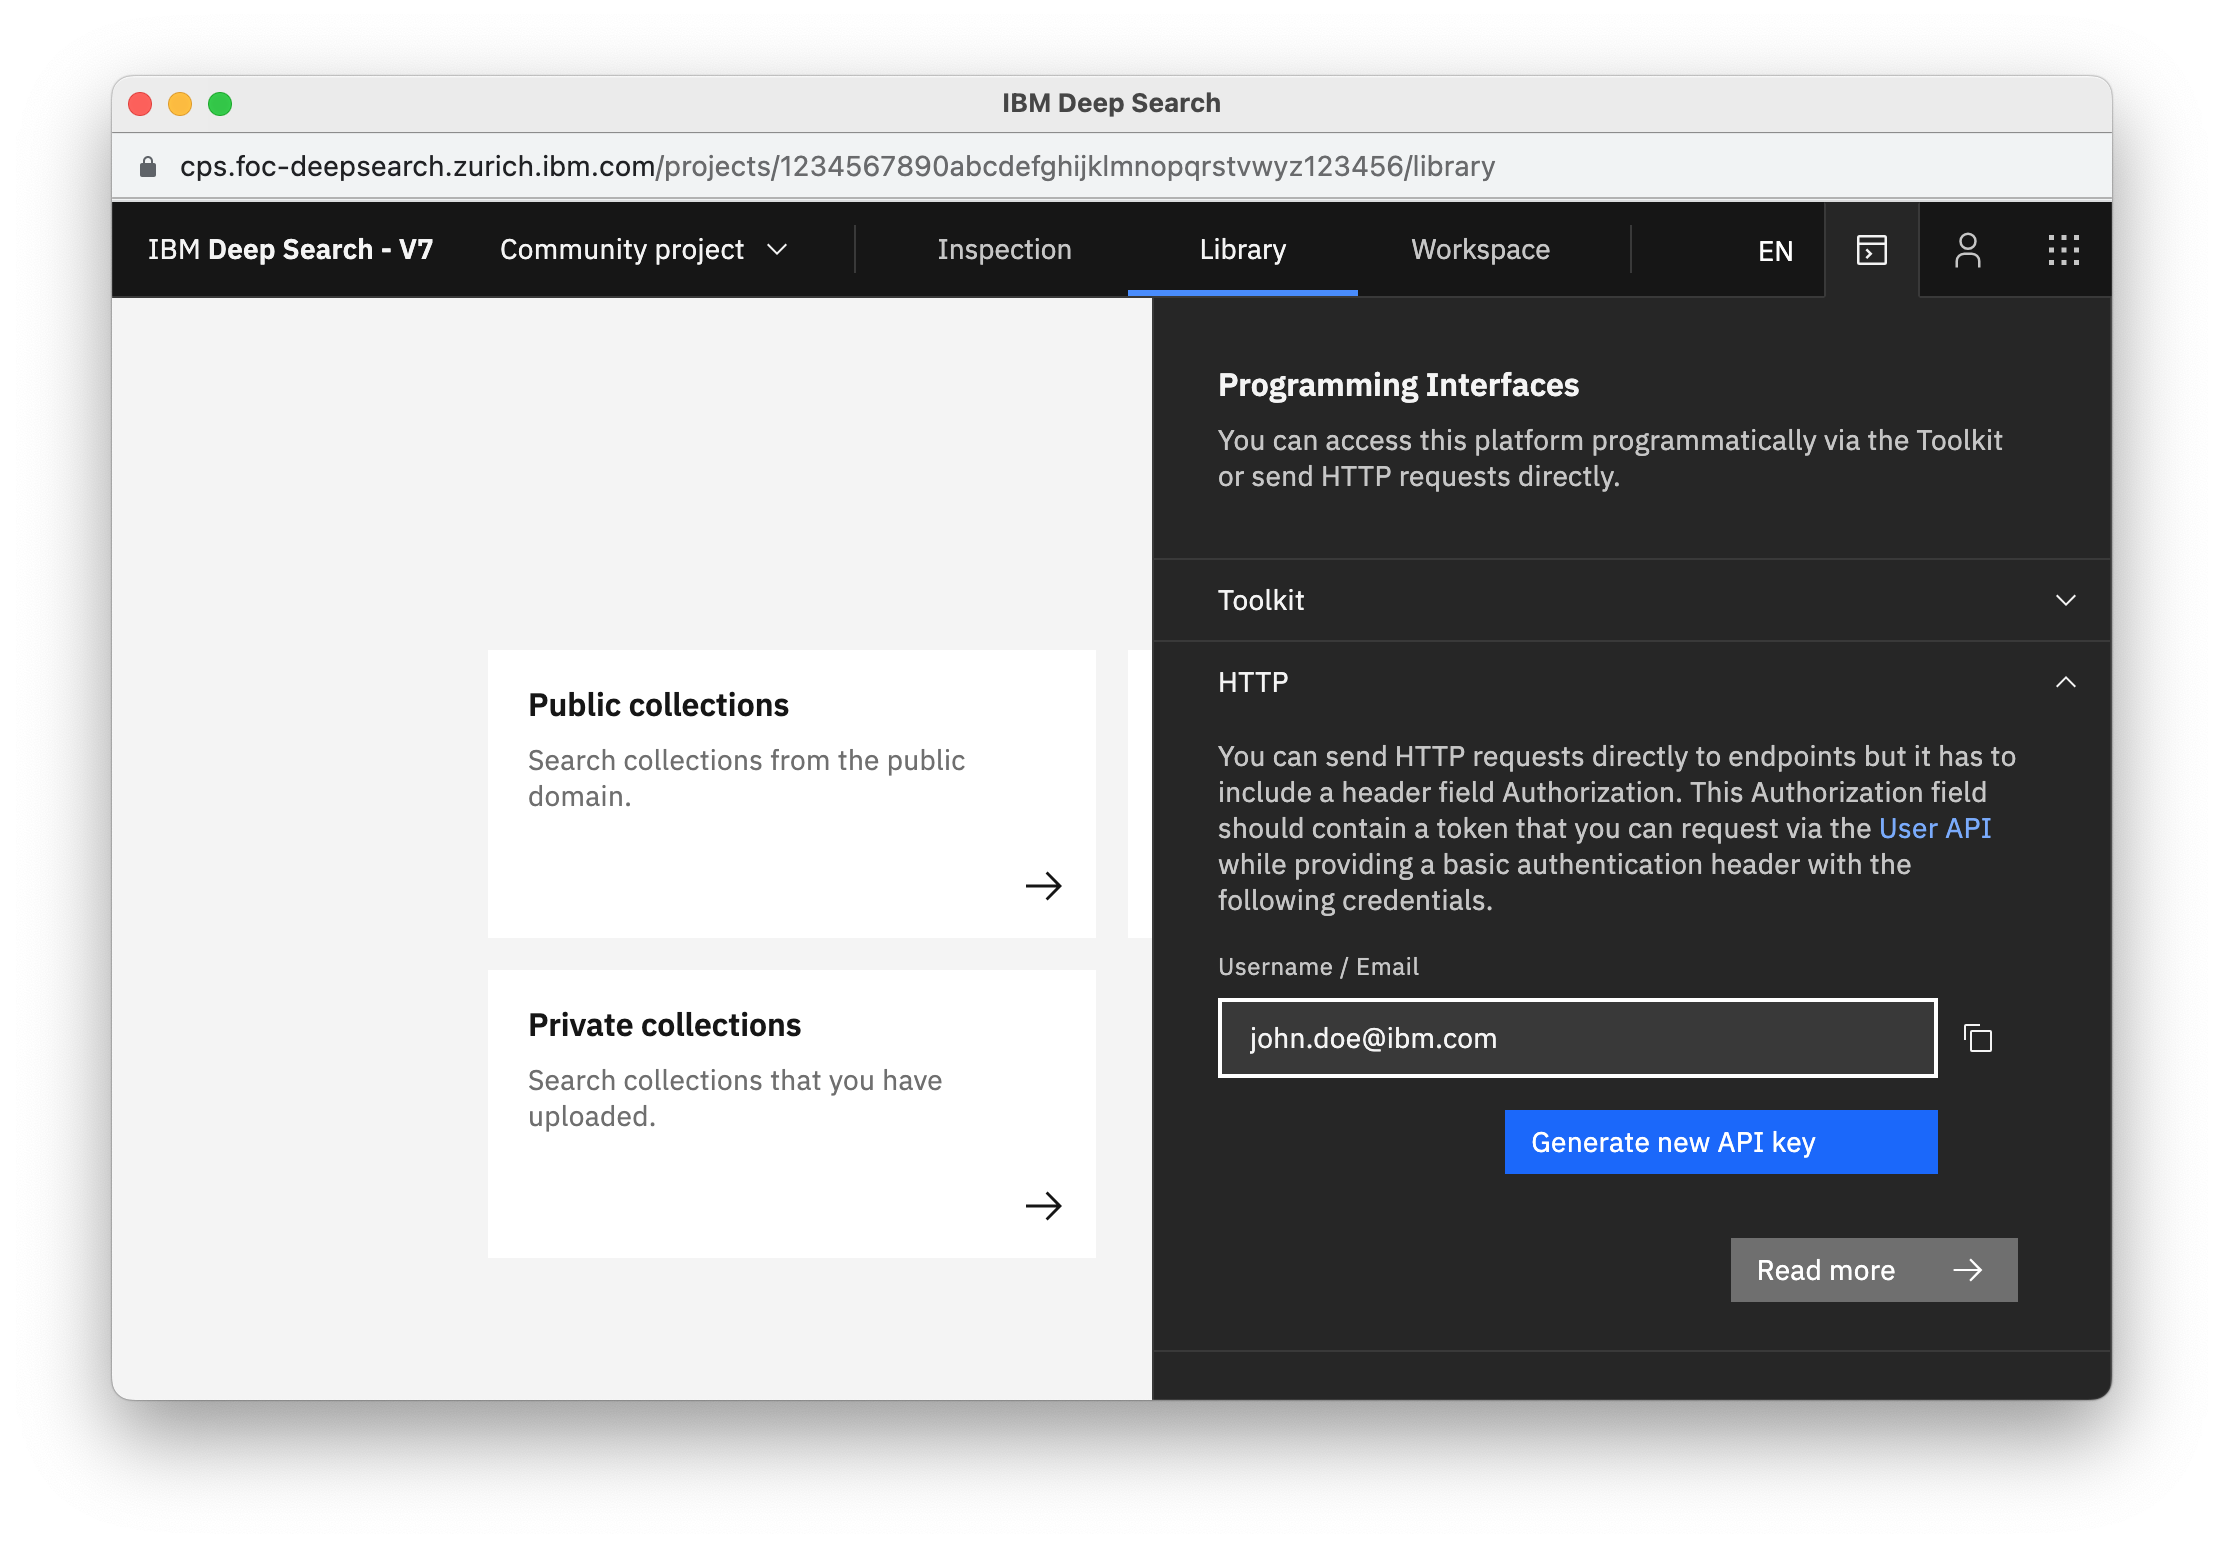 IBM Deep Search
cps.foc-deepsearch.zurich.ibm.com/projects/1234567890abcdefghijklmnopqrstvwyz123456/library
IBM Deep Search - V7
Community project
Inspection
Library
Workspace
EN
Public collections
Search collections from the public
domain.
Private collections
Search collections that you have
uploaded.
Programming Interfaces
You can access this platform programmatically via the Toolkit
or send HTTP requests directly.
Toolkit
HTTP
You can send HTTP requests directly to endpoints but it has to
include a header field Authorization. This Authorization field
should contain a token that you can request via the User API
while providing a basic authentication header with the
following credentials.
Username / Email
john.doe@ibm.com
Generate new API key
Read more